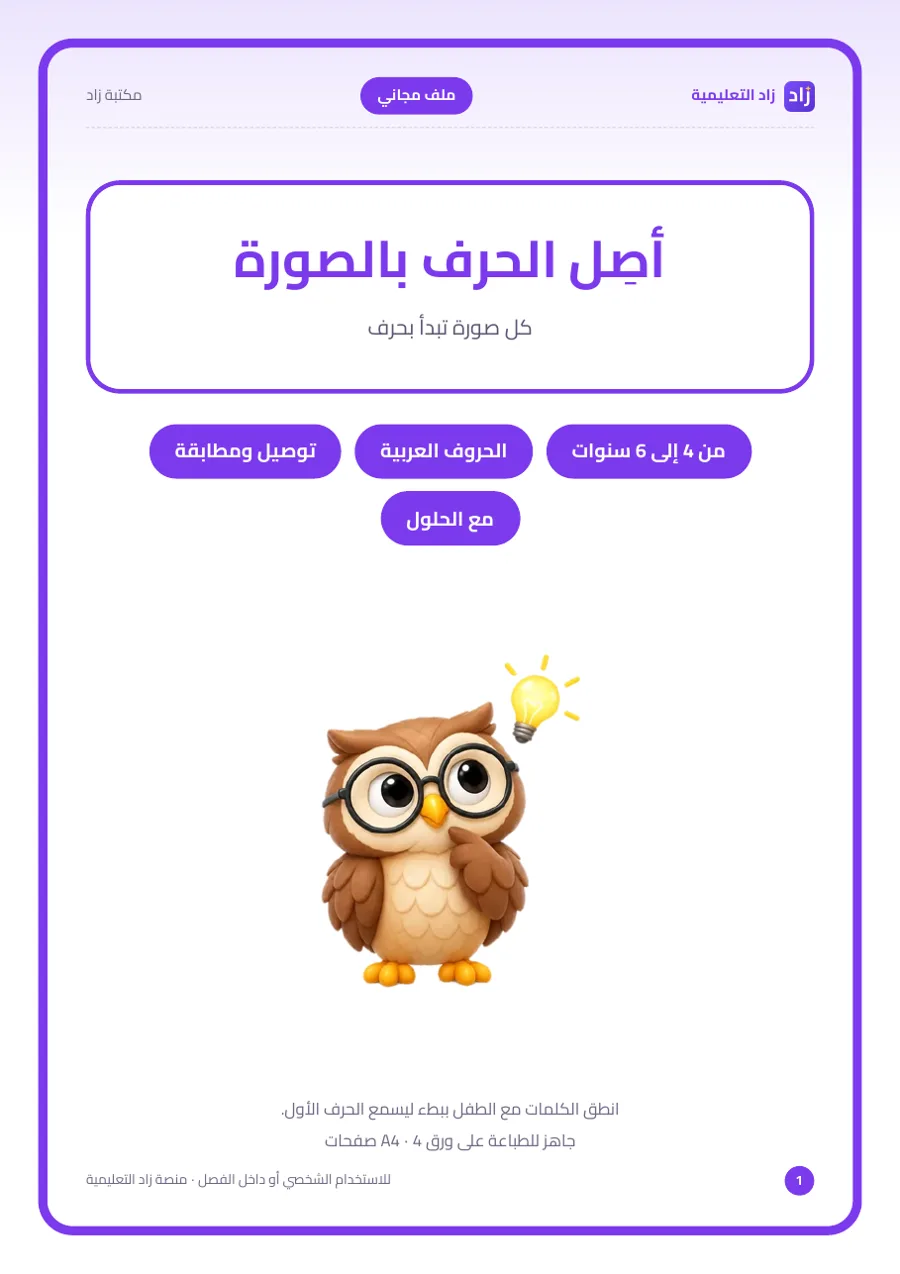 زاد زاد التعليمية
ملف مجاني
مكتبة زاد
أصِل الحرف بالصورة
كل صورة تبدأ بحرف
من 4 إلى 6 سنوات
الحروف العربية
توصيل ومطابقة
مع الحلول
انطق الكلمات مع الطفل ببطء ليسمع الحرف الأول.
جاهز للطباعة على ورق A4 · 4 صفحات
1
للاستخدام الشخصي أو داخل الفصل · منصة زاد التعليمية